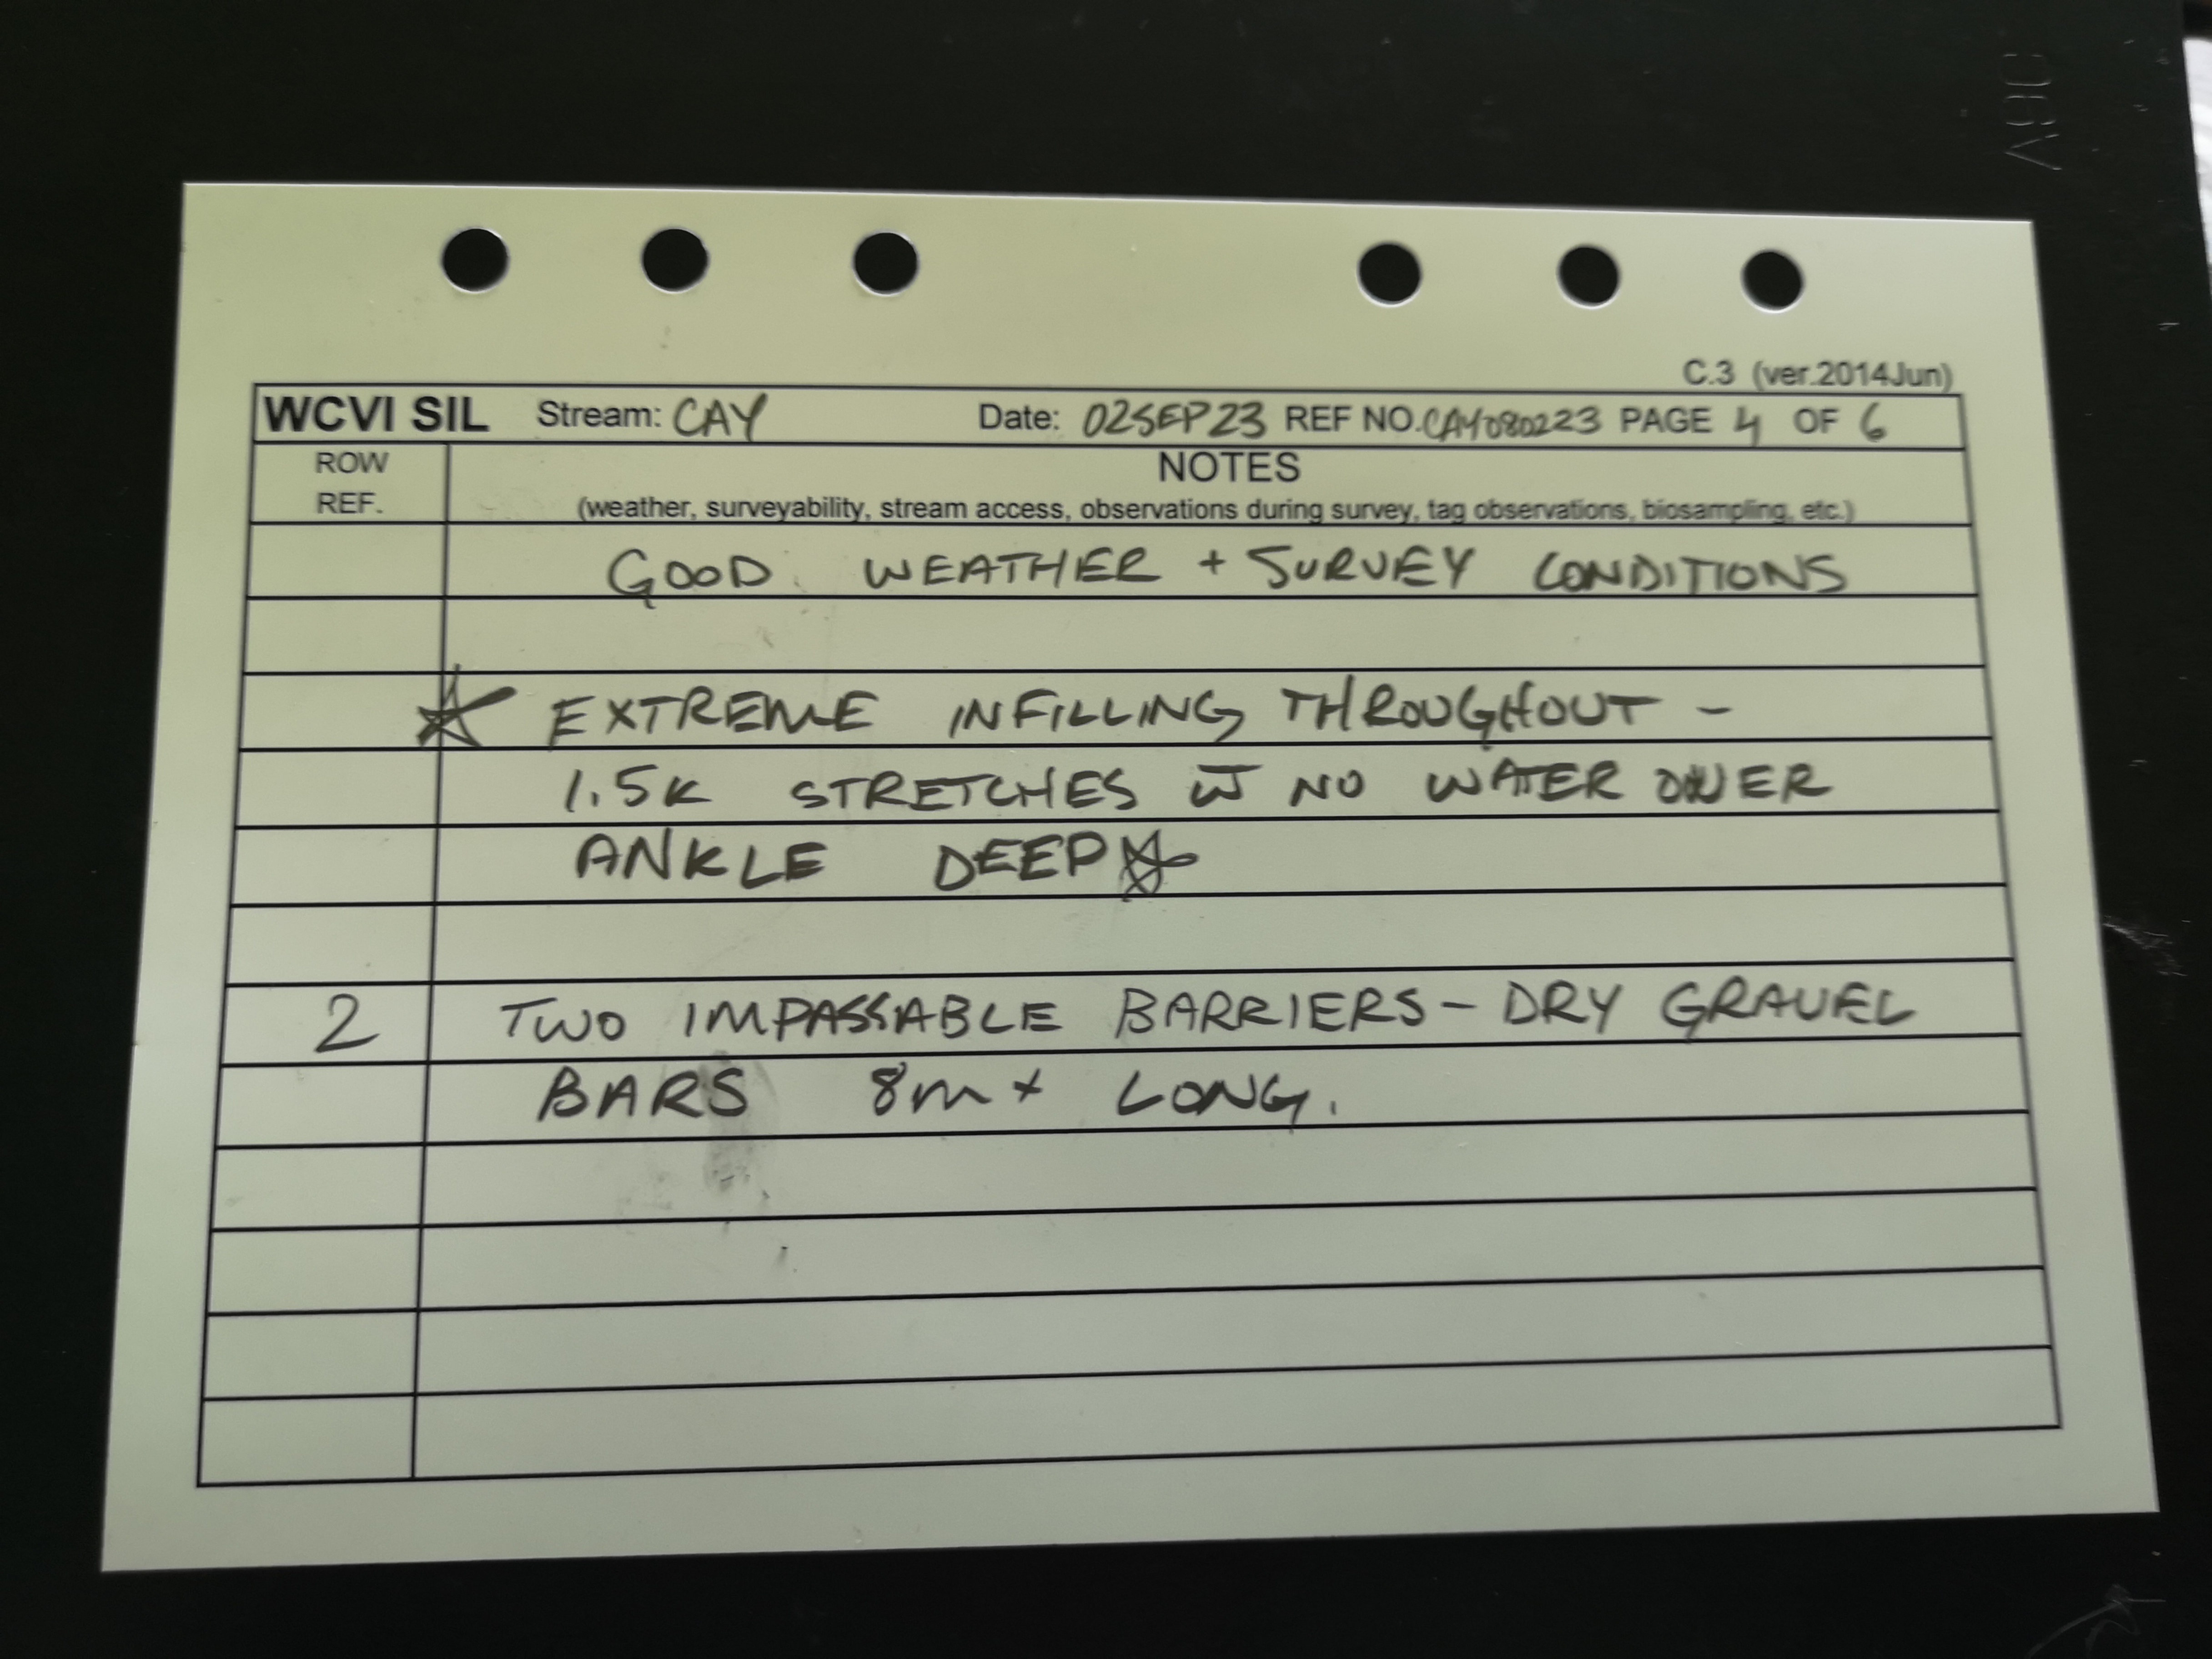 C.3 (ver.2014Jun)
WCVI SIL Stream: CAY Date: 02SEP23 REF NO. CAY080223 PAGE 4 OF 6
ROW REF. NOTES
(weather, surveyability, stream access, observations during survey, tag observations, biosampling, etc.)
GOOD WEATHER + SURVEY CONDITIONS
☆ EXTREME INFILLING THROUGHOUT -
1.5K STRETCHES w̅ NO WATER OVER
ANKLE DEEP ☆
2 TWO IMPASSABLE BARRIERS - DRY GRAVEL
BARS 8m+ LONG.